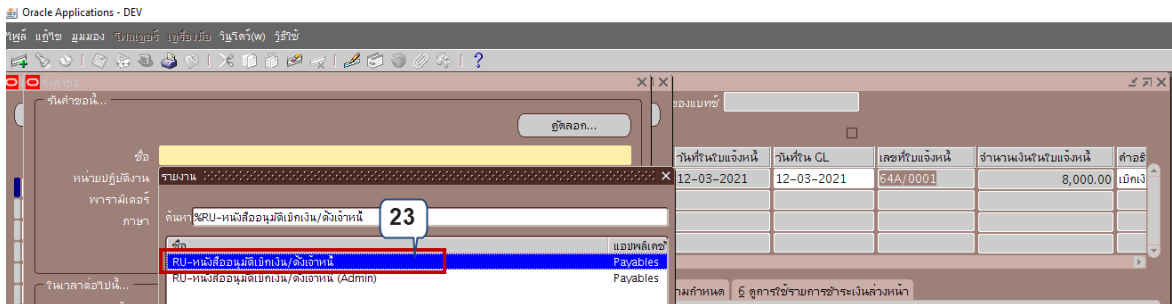 Oracle Applications - DEV
ไฟล์ แก้ไข มุมมอง โฟลเดอร์ เครื่องมือ วินโดว์(w) วิธีใช้
ส่งคำขอ
รันคำขอนี้...
คัดลอก...
ชื่อ
หน่วยปฏิบัติงาน
พารามิเตอร์
ภาษา
ในเวลาต่อไปนี้...
รายงาน
ค้นหา %RU-หนังสืออนุมัติเบิกเงิน/ตั้งเจ้าหนี้
23
ชื่อ แอปพลิเคชั
RU-หนังสืออนุมัติเบิกเงิน/ตั้งเจ้าหนี้ Payables
RU-หนังสืออนุมัติเบิกเงิน/ตั้งเจ้าหนี้ (Admin) Payables
ของแบทช์
วันที่ในใบแจ้งหนี้ วันที่ใน GL เลขที่ใบแจ้งหนี้ จำนวนเงินในใบแจ้งหนี้ คำอธิ
12-03-2021 12-03-2021 64A/0001 8,000.00 เบิกเงิ
ามกำหนด 6 ดูการใช้รายการชำระเงินล่วงหน้า